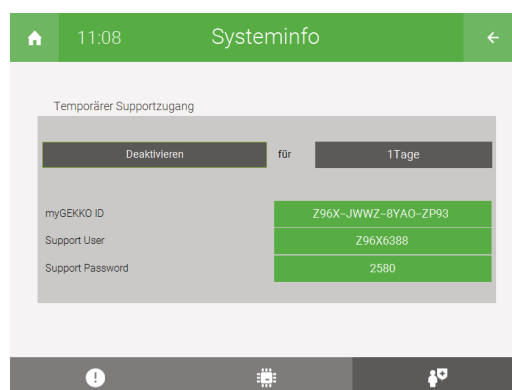 11:08 Systeminfo
Temporärer Supportzugang
Deaktivieren für 1Tage
myGEKKO ID Z96X-JWWZ-8YAO-ZP93
Support User Z96X6388
Support Password 2580